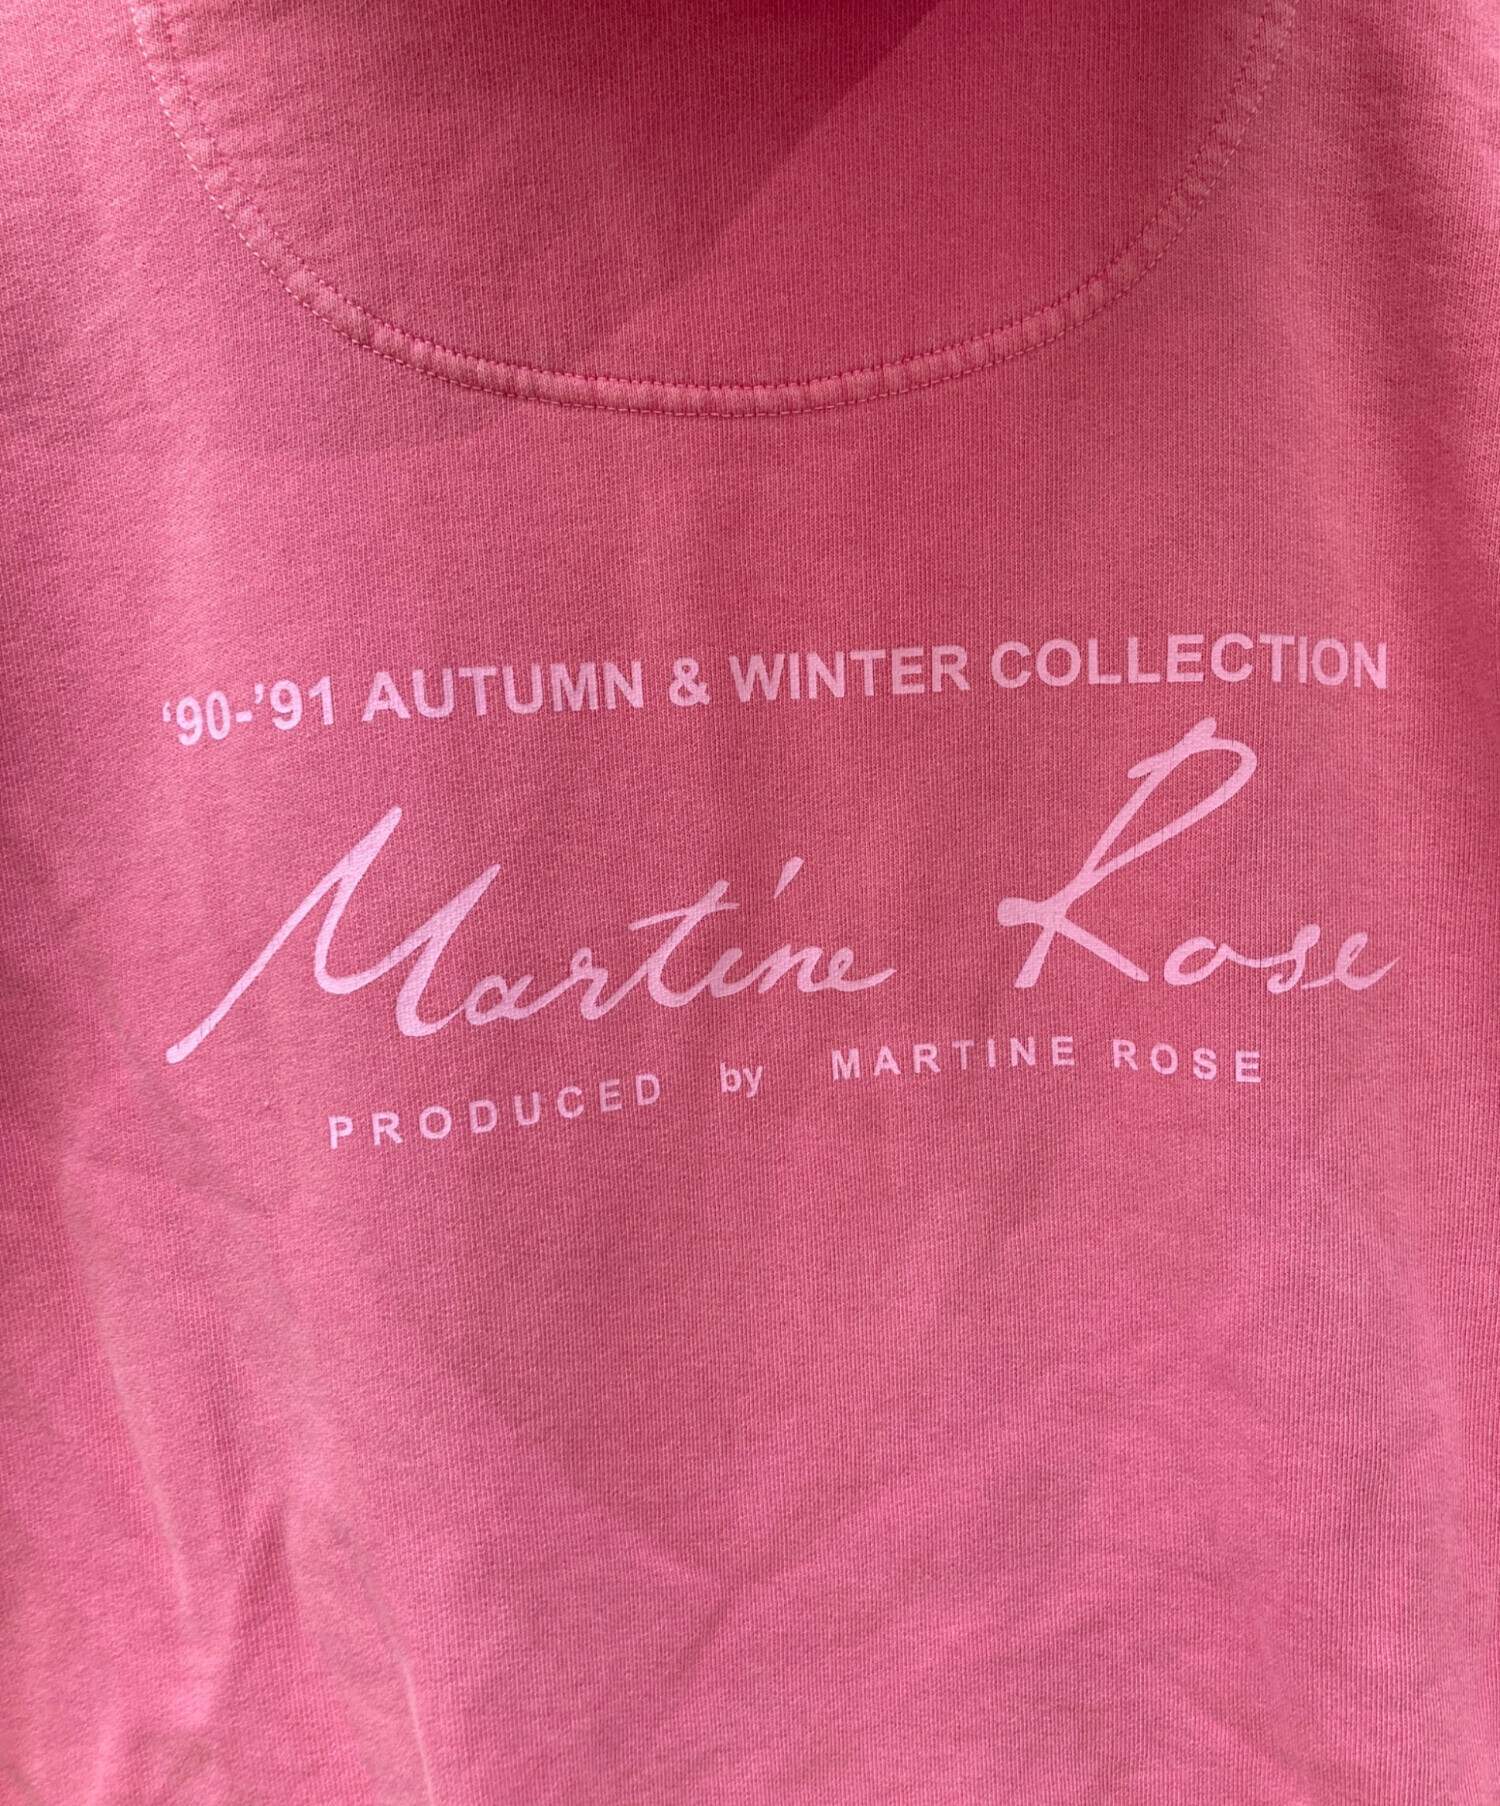 ‘90-’91 AUTUMN & WINTER COLLECTION
Martine Rose
PRODUCED by MARTINE ROSE